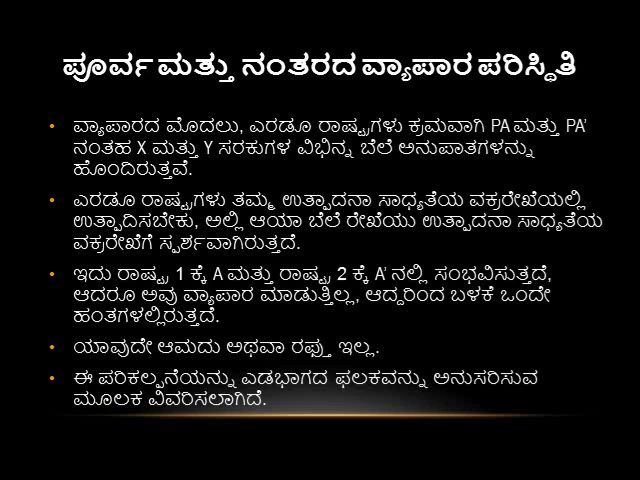 ಪೂರ್ವ ಮತ್ತು ನಂತರದ ವ್ಯಾಪಾರ ಪರಿಸ್ಥಿತಿ
• ವ್ಯಾಪಾರದ ಮೊದಲು, ಎರಡೂ ರಾಷ್ಟ್ರಗಳು ಕ್ರಮವಾಗಿ PA ಮತ್ತು PA'
ನಂತಹ X ಮತ್ತು Y ಸರಕುಗಳ ವಿಭಿನ್ನ ಬೆಲೆ ಅನುಪಾತಗಳನ್ನು
ಹೊಂದಿರುತ್ತವೆ.
• ಎರಡೂ ರಾಷ್ಟ್ರಗಳು ತಮ್ಮ ಉತ್ಪಾದನಾ ಸಾಧ್ಯತೆಯ ವಕ್ರರೇಖೆಯಲ್ಲಿ
ಉತ್ಪಾದಿಸಬೇಕು, ಅಲ್ಲಿ ಆಯಾ ಬೆಲೆ ರೇಖೆಯು ಉತ್ಪಾದನಾ ಸಾಧ್ಯತೆಯ
ವಕ್ರರೇಖೆಗೆ ಸ್ಪರ್ಶವಾಗಿರುತ್ತದೆ.
• ಇದು ರಾಷ್ಟ್ರ 1 ಕ್ಕೆ A ಮತ್ತು ರಾಷ್ಟ್ರ 2 ಕ್ಕೆ A' ನಲ್ಲಿ ಸಂಭವಿಸುತ್ತದೆ,
ಆದರೂ ಅವು ವ್ಯಾಪಾರ ಮಾಡುತ್ತಿಲ್ಲ, ಆದ್ದರಿಂದ ಬಳಕೆ ಒಂದೇ
ಹಂತಗಳಲ್ಲಿರುತ್ತದೆ.
• ಯಾವುದೇ ಆಮದು ಅಥವಾ ರಫ್ತು ಇಲ್ಲ.
• ಈ ಪರಿಕಲ್ಪನೆಯನ್ನು ಎಡಭಾಗದ ಫಲಕವನ್ನು ಅನುಸರಿಸುವ
ಮೂಲಕ ವಿವರಿಸಲಾಗಿದೆ.